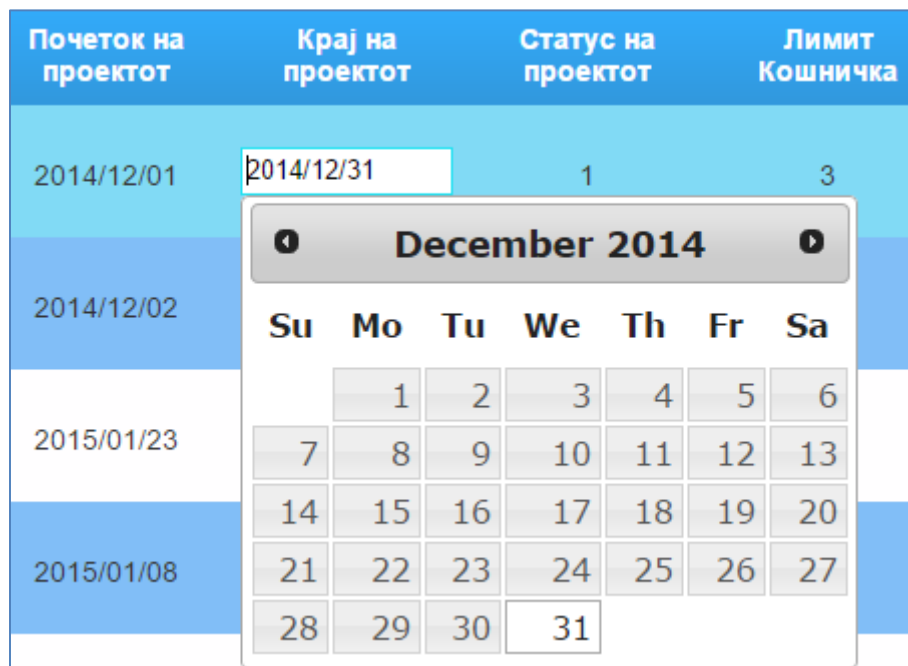 Почеток на проектот Крај на проектот Статус на проектот Лимит Кошничка
2014/12/01 2014/12/31 1 3
December 2014
2014/12/02
Su Mo Tu We Th Fr Sa
1 2 3 4 5 6
2015/01/23
7 8 9 10 11 12 13
14 15 16 17 18 19 20
2015/01/08
21 22 23 24 25 26 27
28 29 30 31